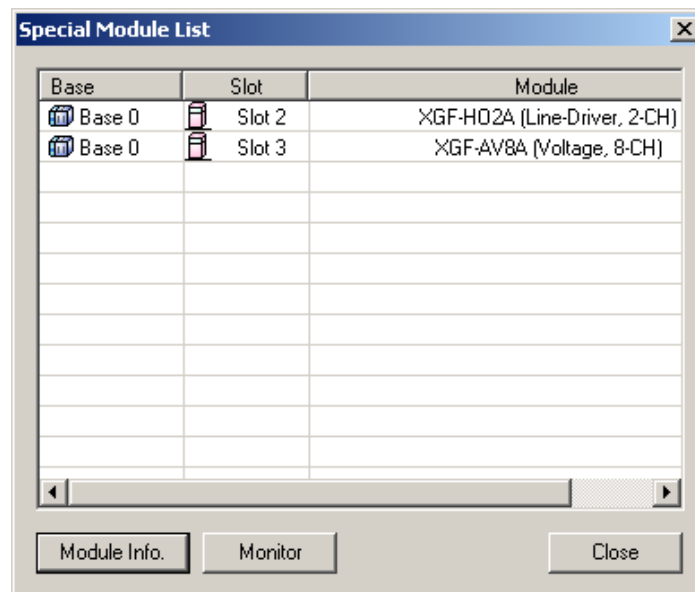 Special Module List
Base Slot Module
Base 0 Slot 2 XGF-HO2A (Line-Driver, 2-CH)
Base 0 Slot 3 XGF-AV8A (Voltage, 8-CH)
Module Info. Monitor Close